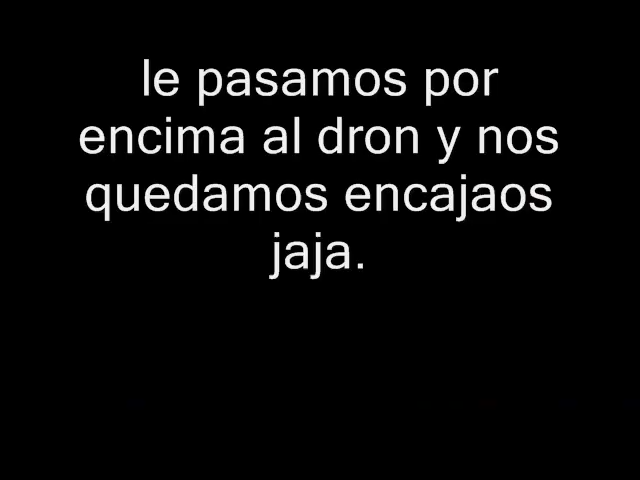 le pasamos por
encima al dron y nos
quedamos encajaos
jaja.